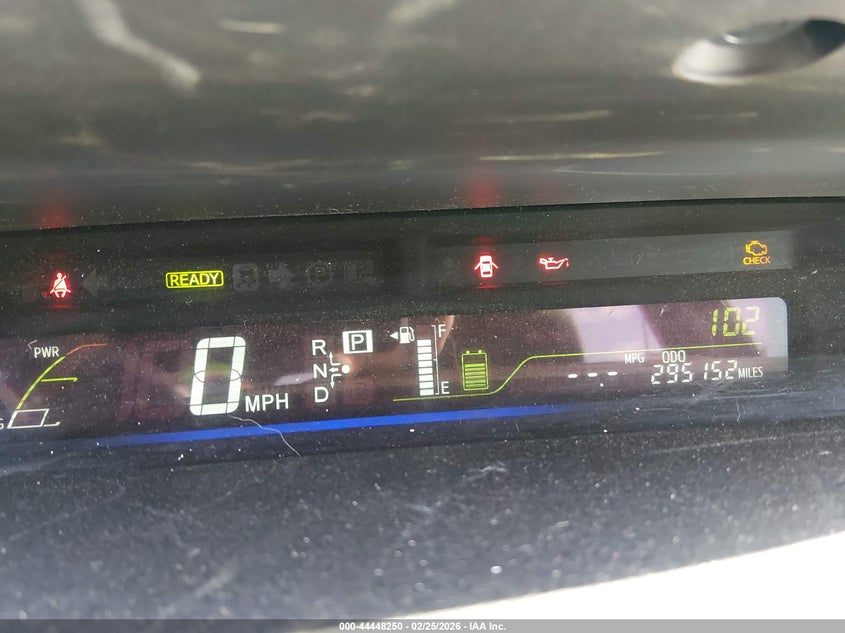 READY
CHECK
102
PWR
R
P
F
0 MPH
N
D
E
MPG
ODO
--- 295152 MILES
000-44448250 - 02/25/2026 - IAA Inc.